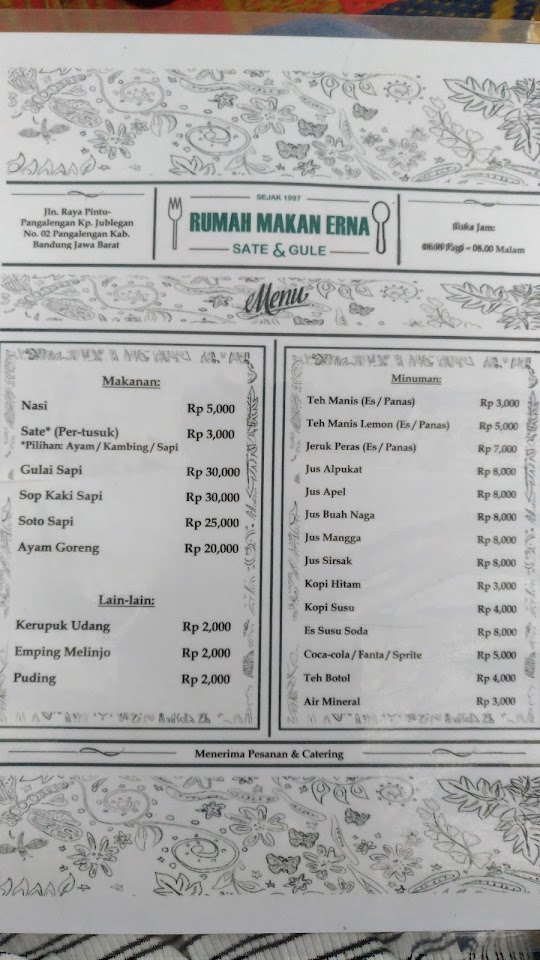 Jln. Raya Pintu-
Pangalengan Kp. Jublegan
No. 02 Pangalengan Kab.
Bandung Jawa Barat
SEJAK 1997
RUMAH MAKAN ERNA
SATE & GULE
Jam:
08.00 Malam
Menu
Makanan:
Nasi Rp 5,000
Sate* (Per-tusuk) Rp 3,000
*Pilihan: Ayam / Kambing / Sapi
Gulai Sapi Rp 30,000
Sop Kaki Sapi Rp 30,000
Soto Sapi Rp 25,000
Ayam Goreng Rp 20,000
Lain-lain:
Kerupuk Udang Rp 2,000
Emping Melinjo Rp 2,000
Puding Rp 2,000
Minuman:
Teh Manis (Es / Panas) Rp 3,000
Teh Manis Lemon (Es / Panas) Rp 5,000
Jeruk Peras (Es / Panas) Rp 7,000
Jus Alpukat Rp 8,000
Jus Apel Rp 8,000
Jus Buah Naga Rp 8,000
Jus Mangga Rp 8,000
Jus Sirsak Rp 8,000
Kopi Hitam Rp 3,000
Kopi Susu Rp 4,000
Es Susu Soda Rp 8,000
Coca-cola / Fanta / Sprite Rp 5,000
Teh Botol Rp 4,000
Air Mineral Rp 3,000
Menerima Pesanan & Catering